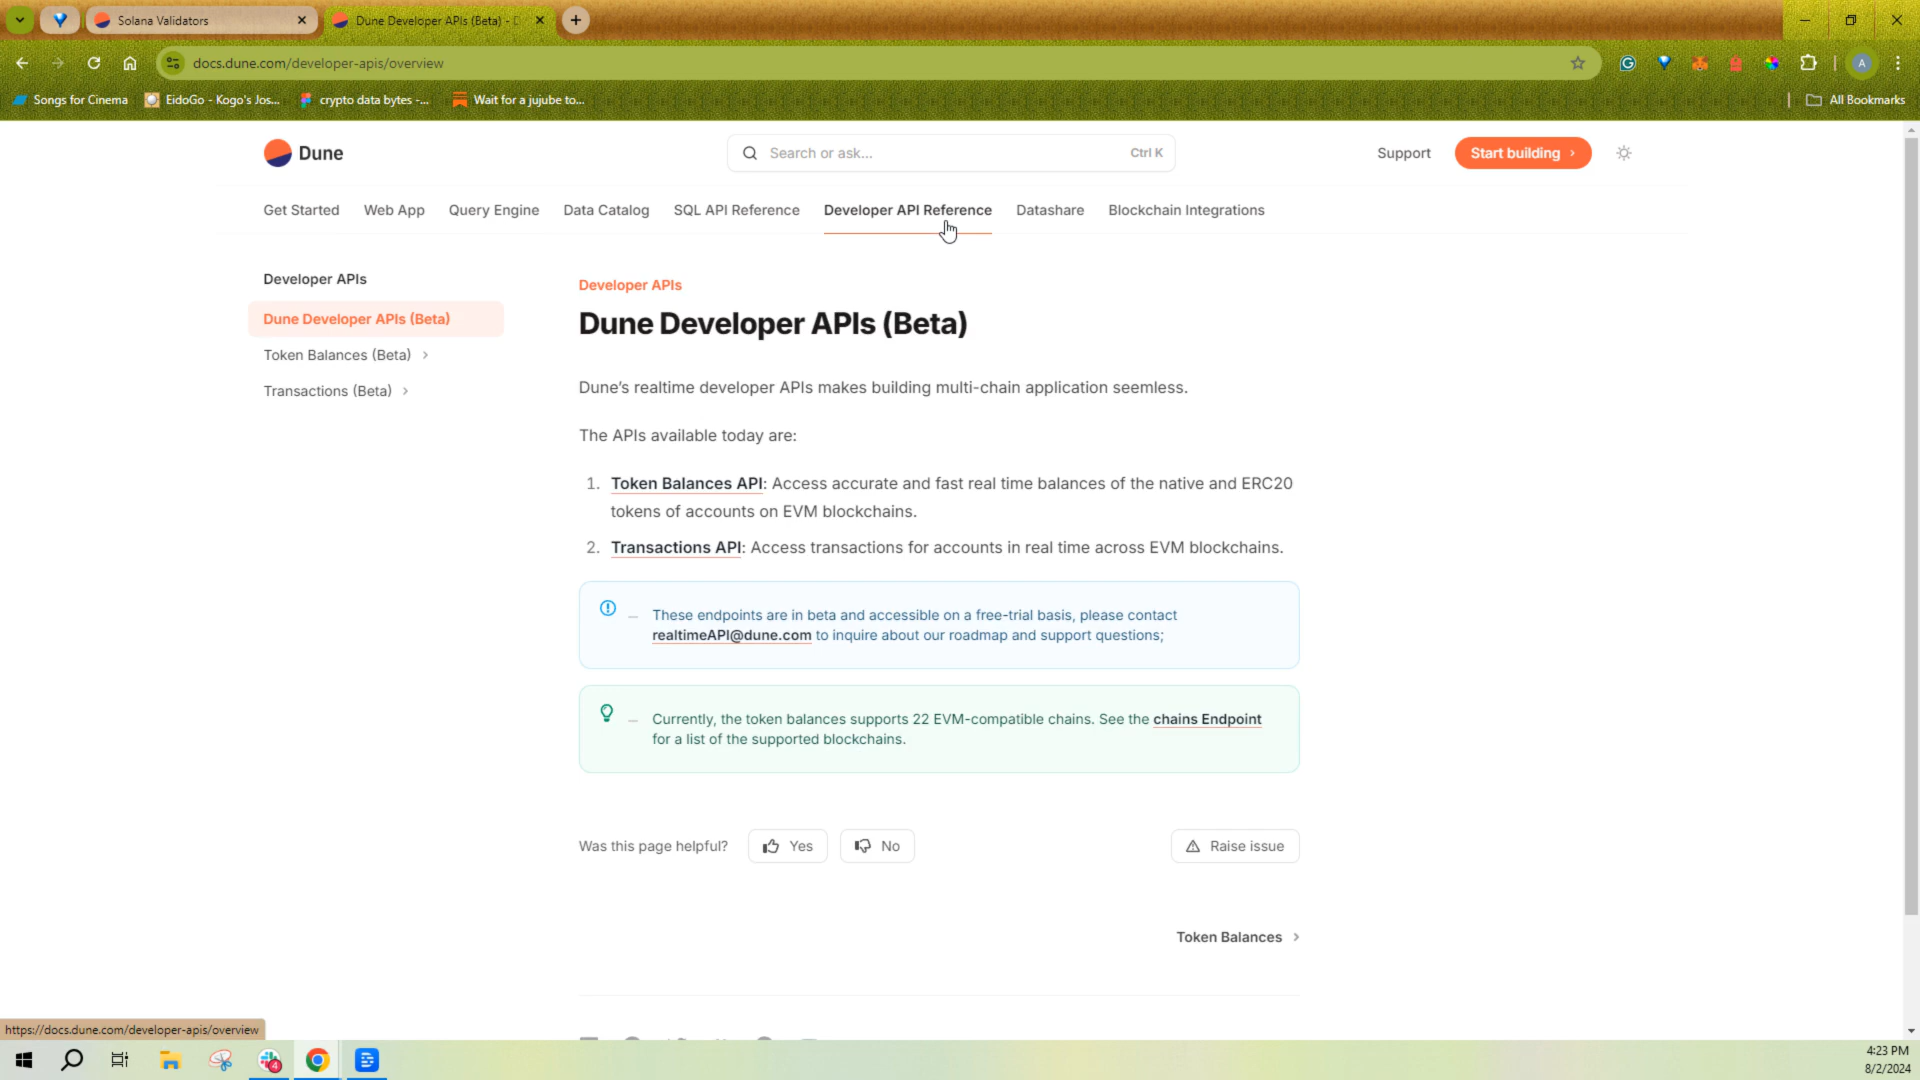 Solana Validators
Dune Developer APIs (Beta) - D
docs.dune.com/developer-apis/overview
A
Songs for Cinema
EidoGo - Kogo's Jos...
crypto data bytes -...
Wait for a jujube to...
All Bookmarks
Dune
Search or ask...
Ctrl K
Support
Start building
Get Started
Web App
Query Engine
Data Catalog
SQL API Reference
Developer API Reference
Datashare
Blockchain Integrations
Developer APIs
Dune Developer APIs (Beta)
Token Balances (Beta)
Transactions (Beta)
Developer APIs
Dune Developer APIs (Beta)
Dune's realtime developer APIs makes building multi-chain application seemless.
The APIs available today are:
1. Token Balances API: Access accurate and fast real time balances of the native and ERC20
tokens of accounts on EVM blockchains.
2. Transactions API: Access transactions for accounts in real time across EVM blockchains.
These endpoints are in beta and accessible on a free-trial basis, please contact
realtimeAPI@dune.com to inquire about our roadmap and support questions;
Currently, the token balances supports 22 EVM-compatible chains. See the chains Endpoint
for a list of the supported blockchains.
Was this page helpful?
Yes
No
Raise issue
Token Balances
https://docs.dune.com/developer-apis/overview
4
4:23 PM
8/2/2024